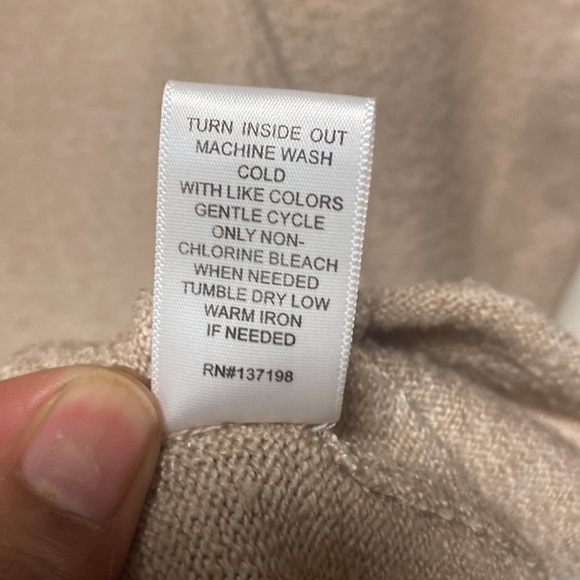 TURN INSIDE OUT
MACHINE WASH
COLD
WITH LIKE COLORS
GENTLE CYCLE
ONLY NON-
CHLORINE BLEACH
WHEN NEEDED
TUMBLE DRY LOW
WARM IRON
IF NEEDED
RN#137198